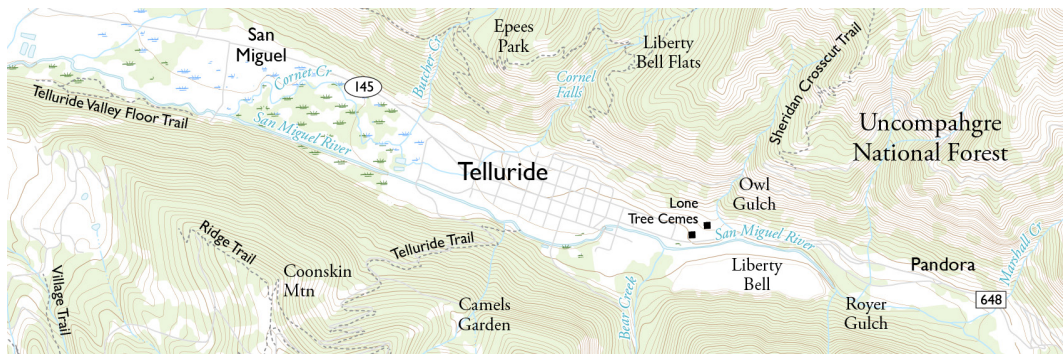 San
Miguel
Cornet Cr
145
Butcher Cr
Epees
Park
Cornel
Falls
Liberty
Bell Flats
Sheridan Crosscut Trail
Uncompahgre
National Forest
Telluride Valley Floor Trail
San Miguel River
Telluride
Owl
Gulch
Lone
Tree Cemes
San Miguel River
Marshall Cr
Ridge Trail
Telluride Trail
Village Trail
Coonskin
Mtn
Camels
Garden
Bear Creek
Liberty
Bell
Pandora
648
Royer
Gulch